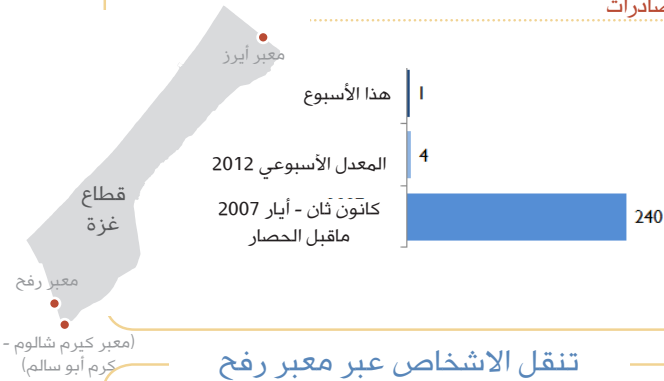 صادرات
معبر أيرز
هذا الأسبوع 1
المعدل الأسبوعي 2012 4
كانون ثان - أيار 2007 240
ماقبل الحصار
قطاع
غزة
معبر رفح
(معبر كيرم شالوم -
كرم أبو سالم)
تنقل الاشخاص عبر معبر رفح